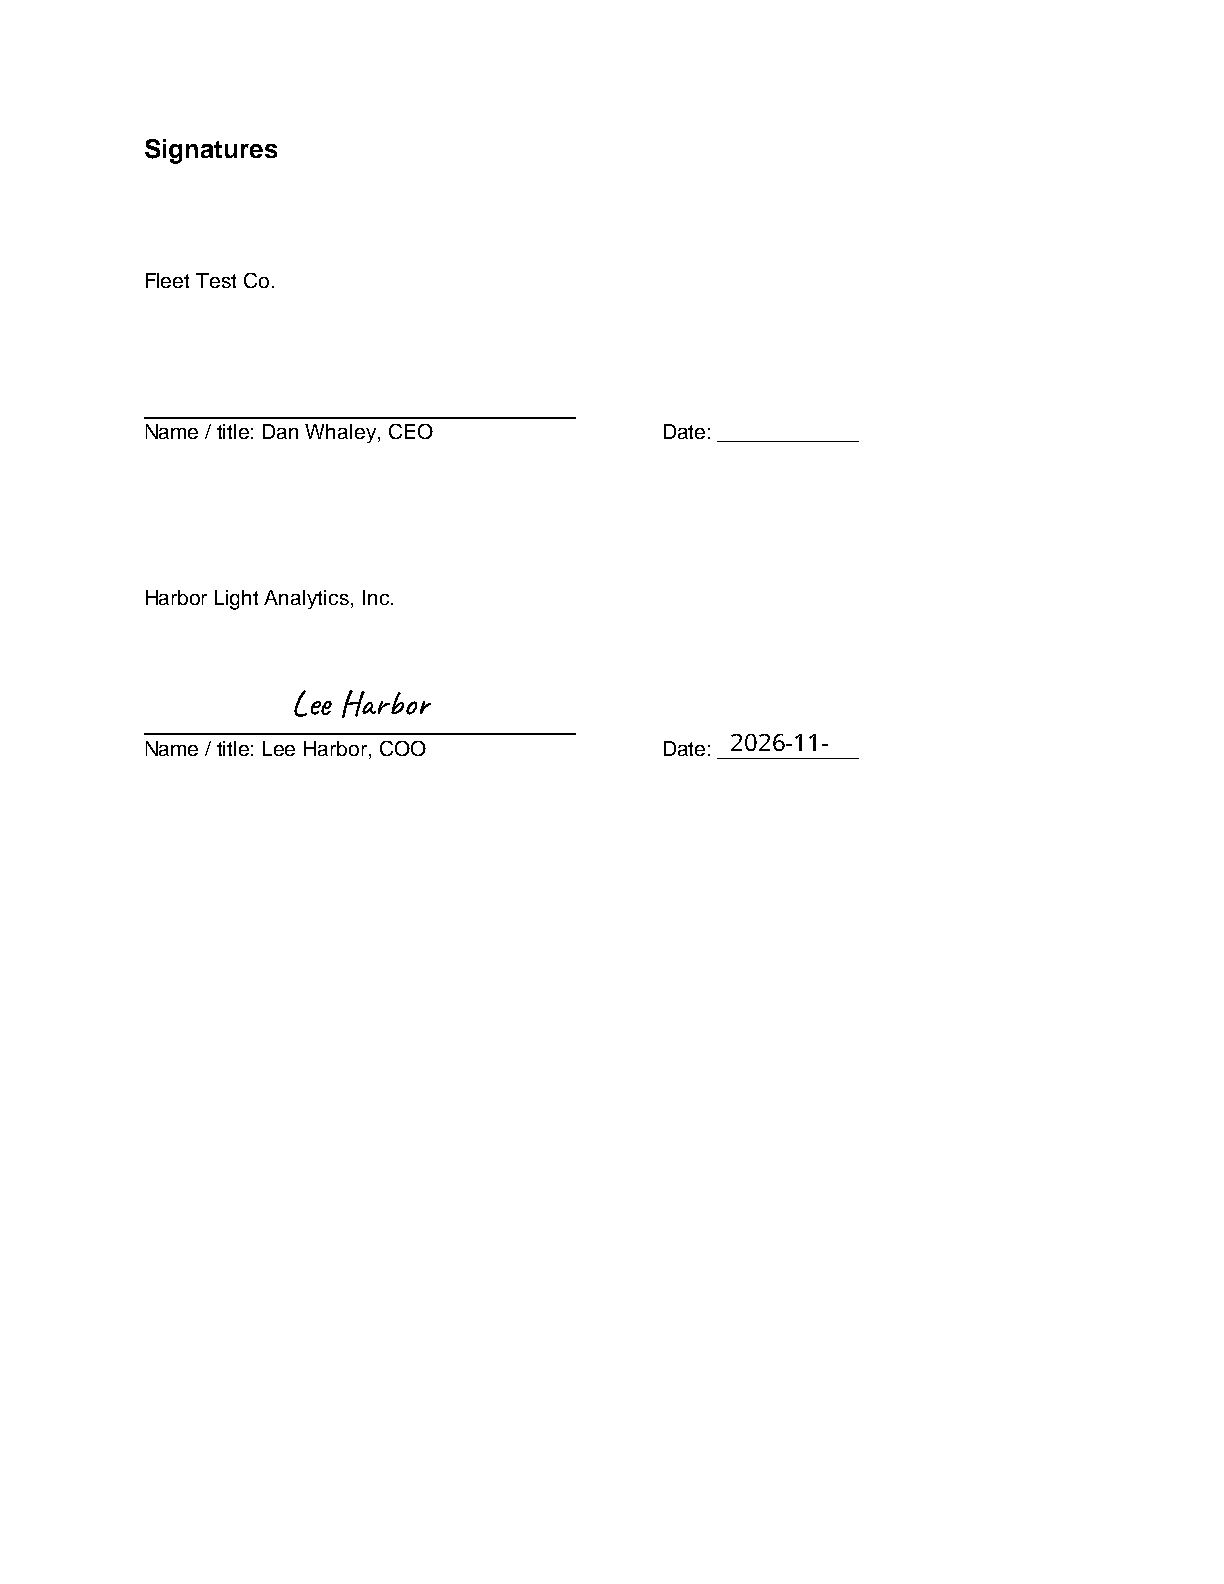 Signatures
Fleet Test Co.
Name / title: Dan Whaley, CEO Date: ____________
Harbor Light Analytics, Inc.
Lee Harbor
Name / title: Lee Harbor, COO Date: 2026-11-